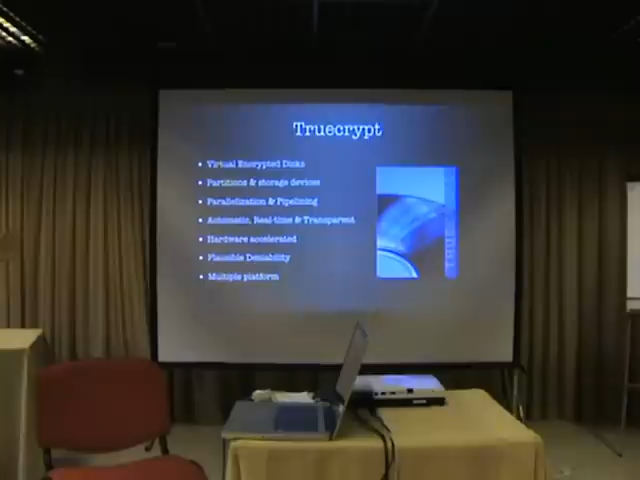 Truecrypt
• Virtual Encrypted Disks
• Partitions & storage devices
• Parallelization & Pipelining
• Automatic, Real-time & Transparent
• Hardware accelerated
• Plausible Deniability
• Multiple platform